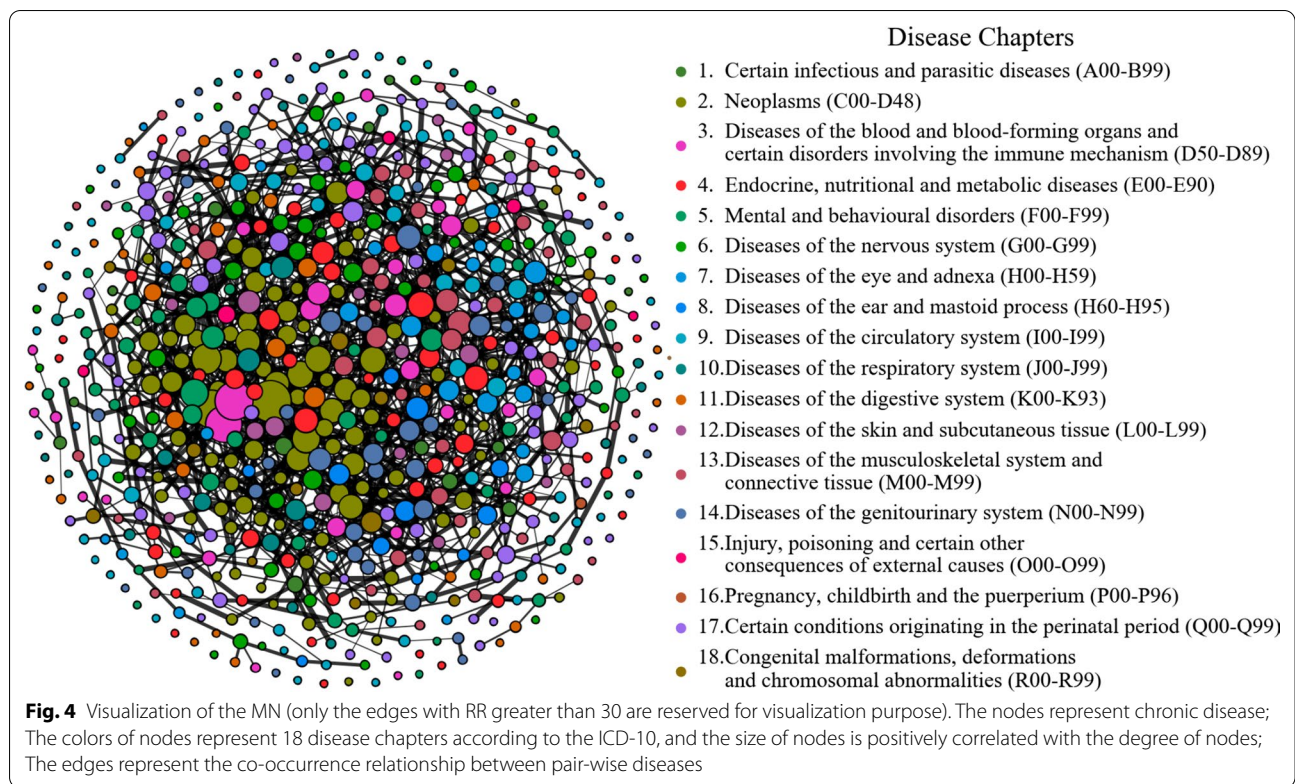 Disease Chapters
1. Certain infectious and parasitic diseases (A00-B99)
2. Neoplasms (C00-D48)
3. Diseases of the blood and blood-forming organs and
certain disorders involving the immune mechanism (D50-D89)
4. Endocrine, nutritional and metabolic diseases (E00-E90)
5. Mental and behavioural disorders (F00-F99)
6. Diseases of the nervous system (G00-G99)
7. Diseases of the eye and adnexa (H00-H59)
8. Diseases of the ear and mastoid process (H60-H95)
9. Diseases of the circulatory system (I00-I99)
10. Diseases of the respiratory system (J00-J99)
11. Diseases of the digestive system (K00-K93)
12. Diseases of the skin and subcutaneous tissue (L00-L99)
13. Diseases of the musculoskeletal system and
connective tissue (M00-M99)
14. Diseases of the genitourinary system (N00-N99)
15. Injury, poisoning and certain other
consequences of external causes (O00-O99)
16. Pregnancy, childbirth and the puerperium (P00-P96)
17. Certain conditions originating in the perinatal period (Q00-Q99)
18. Congenital malformations, deformations
and chromosomal abnormalities (R00-R99)
Fig. 4 Visualization of the MN (only the edges with RR greater than 30 are reserved for visualization purpose). The nodes represent chronic disease;
The colors of nodes represent 18 disease chapters according to the ICD-10, and the size of nodes is positively correlated with the degree of nodes;
The edges represent the co-occurrence relationship between pair-wise diseases